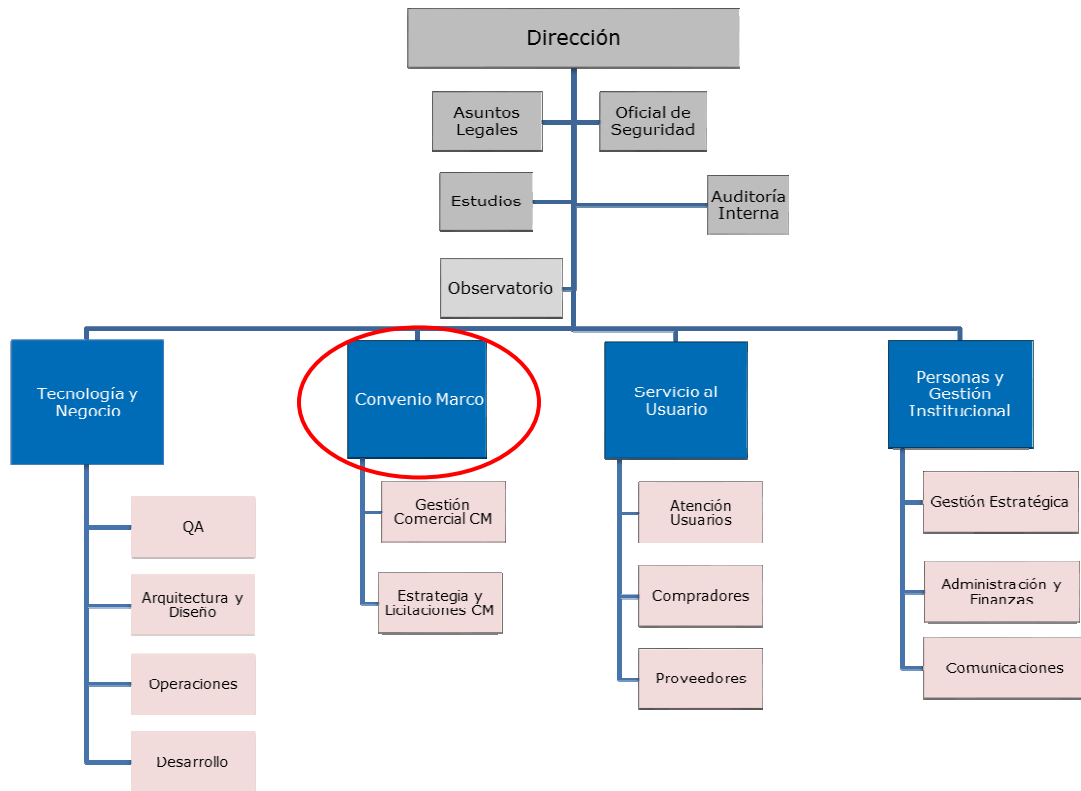 Dirección
Asuntos
Legales
Oficial de
Seguridad
Estudios
Auditoría
Interna
Observatorio
Tecnología y
Negocio
Convenio Marco
Servicio al
Usuario
Personas y
Gestión
Institucional
QA
Arquitectura y
Diseño
Operaciones
Desarrollo
Gestión
Comercial CM
Estrategia y
Licitaciones CM
Atención
Usuarios
Compradores
Proveedores
Gestión Estratégica
Administración y
Finanzas
Comunicaciones